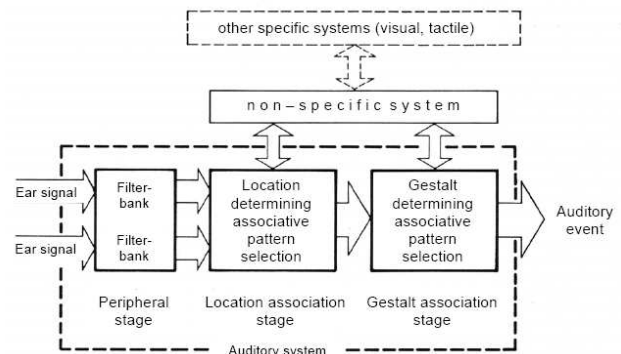 other specific systems (visual, tactile)
non–specific system
Ear signal
Ear signal
Filter-
bank
Filter-
bank
Location
determining
associative
pattern
selection
Gestalt
determining
associative
pattern
selection
Auditory
event
Peripheral
stage
Location association
stage
Gestalt association
stage
Auditory system